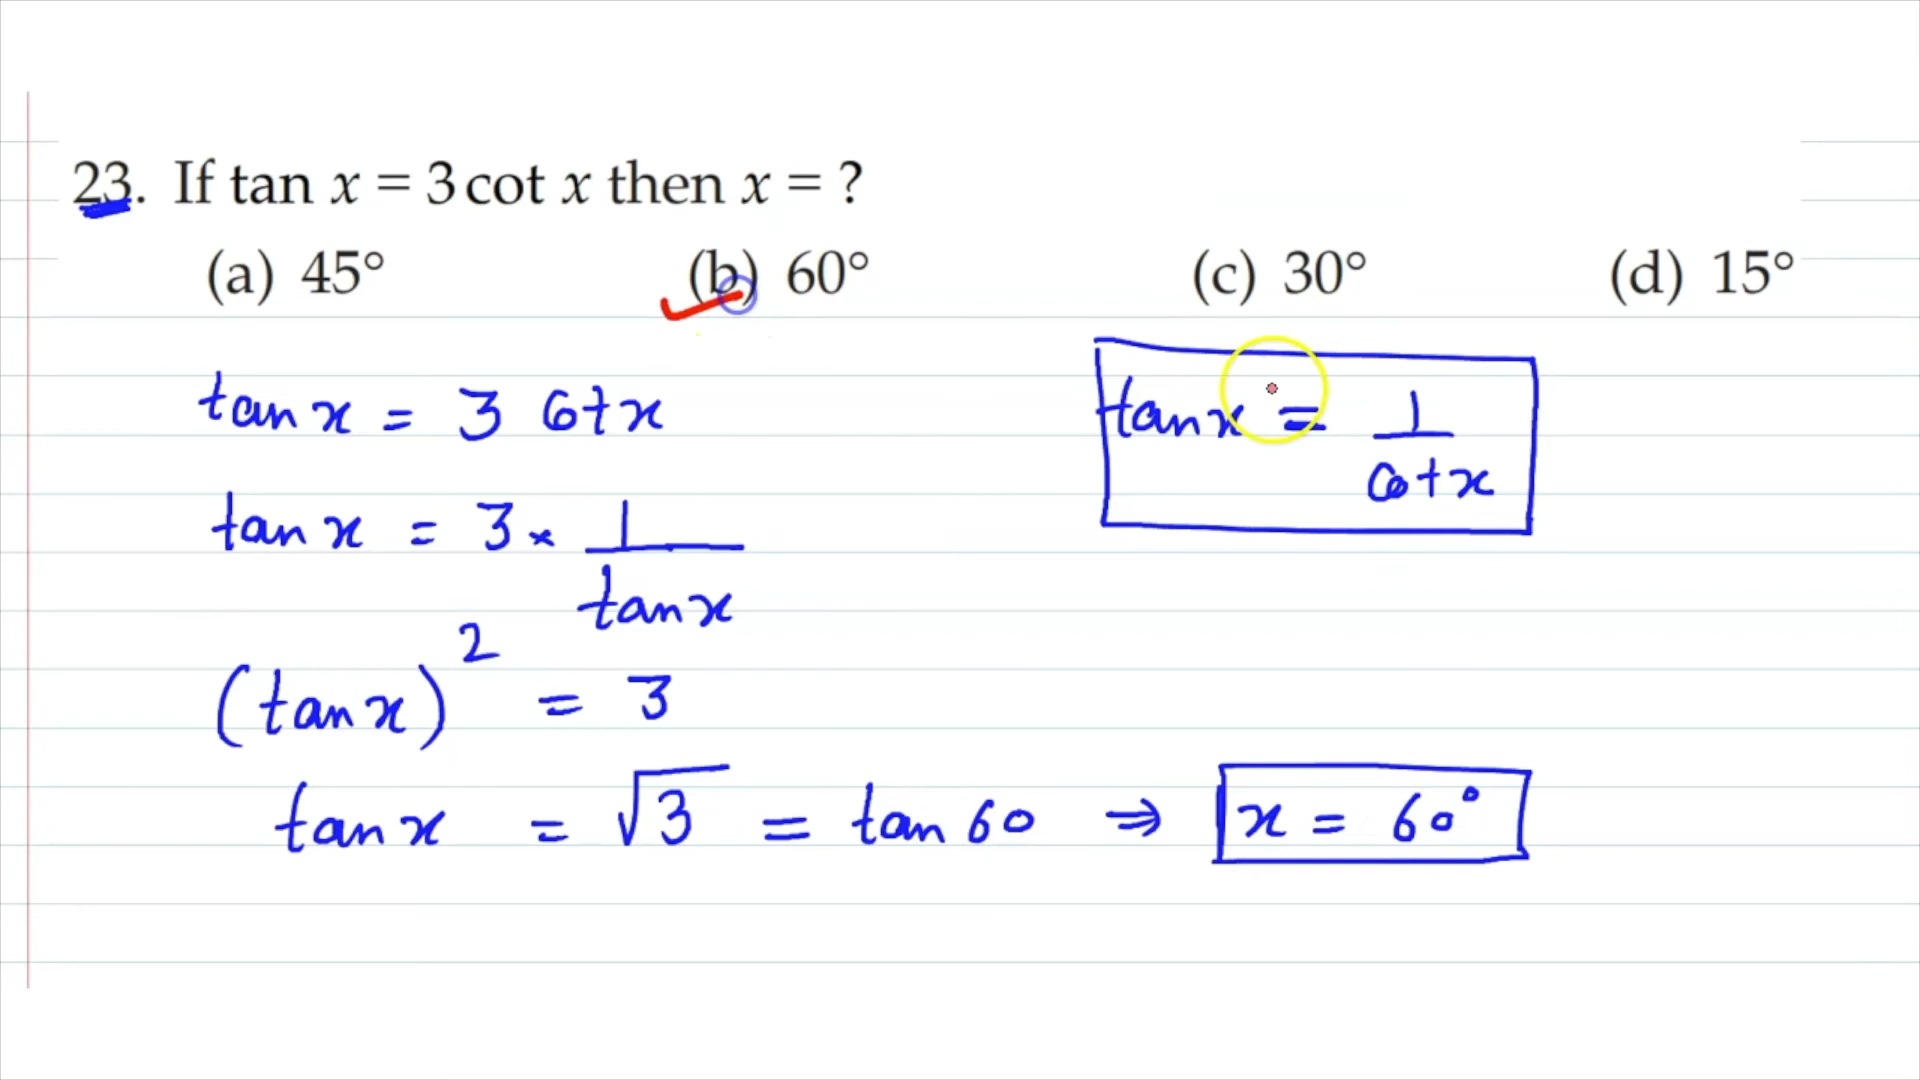 23. If tan x = 3 cot x then x = ?
(a) 45° (b) 60° (c) 30° (d) 15°
tan x = 3 cot x
tan x = 1/cot x
tan x = 3 × 1/tan x
(tan x)² = 3
tan x = √3 = tan 60 ⇒ x = 60°